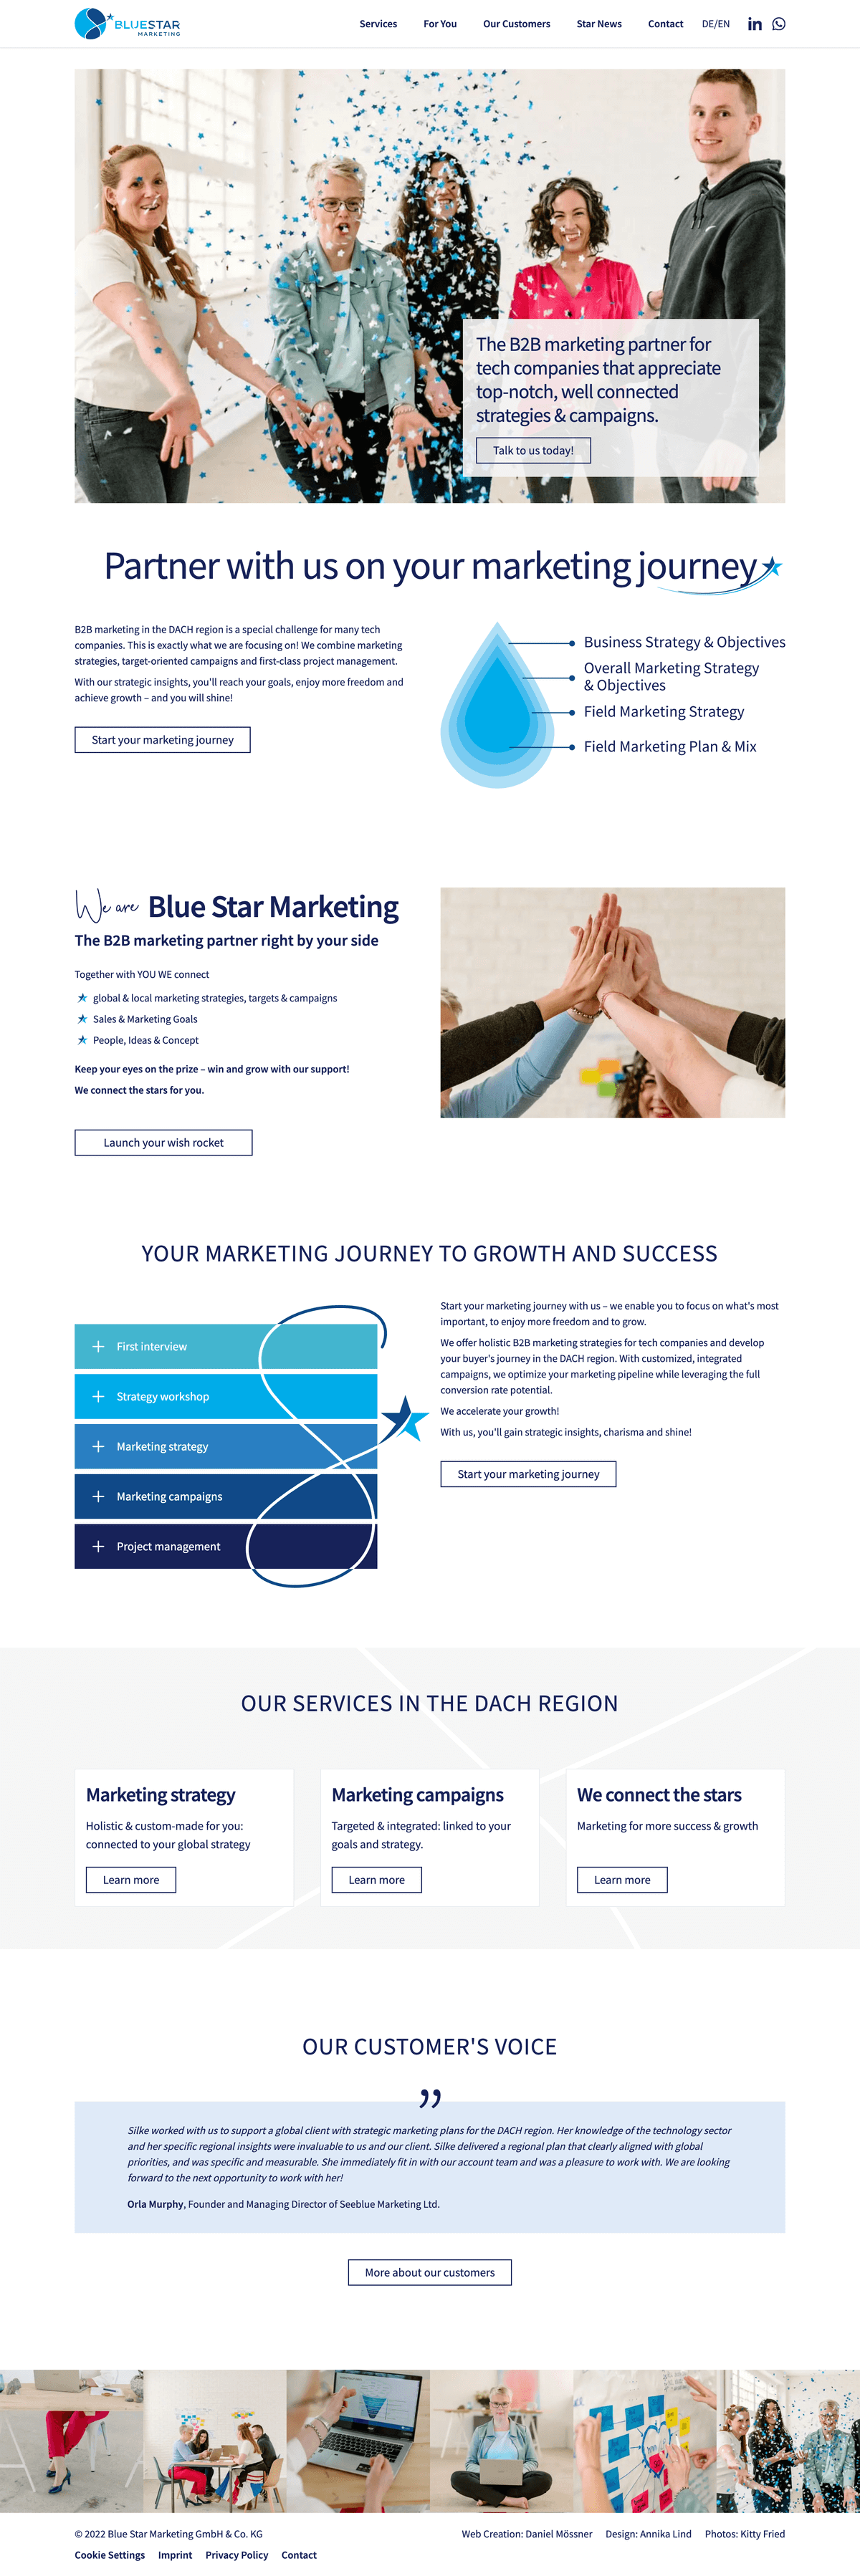 BLUESTAR
MARKETING
Services For You Our Customers Star News Contact DE/EN
The B2B marketing partner for
tech companies that appreciate
top-notch, well connected
strategies & campaigns.
Talk to us today!
Partner with us on your marketing journey
B2B marketing in the DACH region is a special challenge for many tech
companies. This is exactly what we are focusing on! We combine marketing
strategies, target-oriented campaigns and first-class project management.
With our strategic insights, you'll reach your goals, enjoy more freedom and
achieve growth – and you will shine!
Start your marketing journey
Business Strategy & Objectives
Overall Marketing Strategy
& Objectives
Field Marketing Strategy
Field Marketing Plan & Mix
We are Blue Star Marketing
The B2B marketing partner right by your side
Together with YOU WE connect
global & local marketing strategies, targets & campaigns
Sales & Marketing Goals
People, Ideas & Concept
Keep your eyes on the prize – win and grow with our support!
We connect the stars for you.
Launch your wish rocket
YOUR MARKETING JOURNEY TO GROWTH AND SUCCESS
First interview
Strategy workshop
Marketing strategy
Marketing campaigns
Project management
Start your marketing journey with us – we enable you to focus on what's most
important, to enjoy more freedom and to grow.
We offer holistic B2B marketing strategies for tech companies and develop
your buyer's journey in the DACH region. With customized, integrated
campaigns, we optimize your marketing pipeline while leveraging the full
conversion rate potential.
We accelerate your growth!
With us, you'll gain strategic insights, charisma and shine!
Start your marketing journey
OUR SERVICES IN THE DACH REGION
Marketing strategy
Holistic & custom-made for you:
connected to your global strategy
Learn more
Marketing campaigns
Targeted & integrated: linked to your
goals and strategy.
Learn more
We connect the stars
Marketing for more success & growth
Learn more
OUR CUSTOMER'S VOICE
”
Silke worked with us to support a global client with strategic marketing plans for the DACH region. Her knowledge of the technology sector
and her specific regional insights were invaluable to us and our client. Silke delivered a regional plan that clearly aligned with global
priorities, and was specific and measurable. She immediately fit in with our account team and was a pleasure to work with. We are looking
forward to the next opportunity to work with her!
Orla Murphy, Founder and Managing Director of Seeblue Marketing Ltd.
More about our customers
© 2022 Blue Star Marketing GmbH & Co. KG
Web Creation: Daniel Mössner Design: Annika Lind Photos: Kitty Fried
Cookie Settings Imprint Privacy Policy Contact